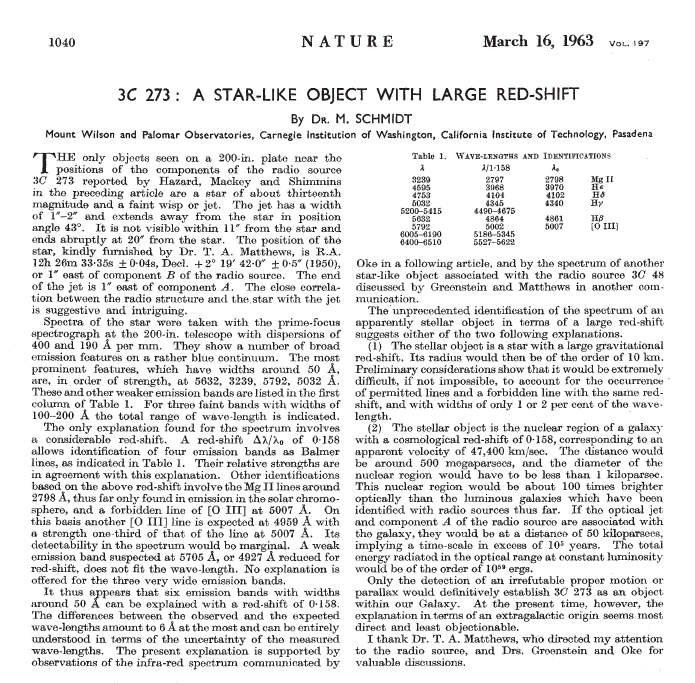 1040
NATURE
March 16, 1963 VOL. 197
3C 273 : A STAR-LIKE OBJECT WITH LARGE RED-SHIFT
By DR. M. SCHMIDT
Mount Wilson and Palomar Observatories, Carnegie Institution of Washington, California Institute of Technology, Pasadena
THE only objects seen on a 200-in. plate near the
positions of the components of the radio source
3C 273 reported by Hazard, Mackey and Shimmins
in the preceding article are a star of about thirteenth
magnitude and a faint wisp or jet. The jet has a width
of 1″–2″ and extends away from the star in position
angle 43°. It is not visible within 11″ from the star and
ends abruptly at 20″ from the star. The position of the
star, kindly furnished by Dr. T. A. Matthews, is R.A.
12h 26m 33·35s ± 0·04s, Decl. + 2° 19′ 42·0″ ± 0·5″ (1950),
or 1″ east of component B of the radio source. The end
of the jet is 1″ east of component A. The close correla-
tion between the radio structure and the star with the jet
is suggestive and intriguing.
Spectra of the star were taken with the prime-focus
spectrograph at the 200-in. telescope with dispersions of
400 and 190 Å per mm. They show a number of broad
emission features on a rather blue continuum. The most
prominent features, which have widths around 50 Å,
are, in order of strength, at 5632, 3239, 5792, 5032 Å.
These and other weaker emission bands are listed in the first
column of Table 1. For three faint bands with widths of
100–200 Å the total range of wave-length is indicated.
The only explanation found for the spectrum involves
a considerable red-shift. A red-shift Δλ/λ₀ of 0·158
allows identification of four emission bands as Balmer
lines, as indicated in Table 1. Their relative strengths are
in agreement with this explanation. Other identifications
based on the above red-shift involve the Mg II lines around
2798 Å, thus far only found in emission in the solar chromo-
sphere, and a forbidden line of [O III] at 5007 Å. On
this basis another [O III] line is expected at 4959 Å with
a strength one-third of that of the line at 5007 Å. Its
detectability in the spectrum would be marginal. A weak
emission band suspected at 5705 Å, or 4927 Å reduced for
red-shift, does not fit the wave-length. No explanation is
offered for the three very wide emission bands.
It thus appears that six emission bands with widths
around 50 Å can be explained with a red-shift of 0·158.
The differences between the observed and the expected
wave-lengths amount to 6 Å at the most and can be entirely
understood in terms of the uncertainty of the measured
wave-lengths. The present explanation is supported by
observations of the infra-red spectrum communicated by
Table 1. WAVE-LENGTHS AND IDENTIFICATIONS
λ λ/1·158 λ₀
3239 2797 2798 Mg II
4595 3968 3970 Hε
4753 4104 4102 Hδ
5032 4345 4340 Hγ
5200–5415 4490–4675
5632 4864 4861 Hβ
5792 5002 5007 [O III]
6005–6190 5186–5345
6400–6510 5527–5622
Oke in a following article, and by the spectrum of another
star-like object associated with the radio source 3C 48
discussed by Greenstein and Matthews in another com-
munication.
The unprecedented identification of the spectrum of an
apparently stellar object in terms of a large red-shift
suggests either of the two following explanations.
(1) The stellar object is a star with a large gravitational
red-shift. Its radius would then be of the order of 10 km.
Preliminary considerations show that it would be extremely
difficult, if not impossible, to account for the occurrence
of permitted lines and a forbidden line with the same red-
shift, and with widths of only 1 or 2 per cent of the wave-
length.
(2) The stellar object is the nuclear region of a galaxy
with a cosmological red-shift of 0·158, corresponding to an
apparent velocity of 47,400 km/sec. The distance would
be around 500 megaparsecs, and the diameter of the
nuclear region would have to be less than 1 kiloparsec.
This nuclear region would be about 100 times brighter
optically than the luminous galaxies which have been
identified with radio sources thus far. If the optical jet
and component A of the radio source are associated with
the galaxy, they would be at a distance of 50 kiloparsecs,
implying a time-scale in excess of 10⁵ years. The total
energy radiated in the optical range at constant luminosity
would be of the order of 10⁵⁹ ergs.
Only the detection of an irrefutable proper motion or
parallax would definitively establish 3C 273 as an object
within our Galaxy. At the present time, however, the
explanation in terms of an extragalactic origin seems most
direct and least objectionable.
I thank Dr. T. A. Matthews, who directed my attention
to the radio source, and Drs. Greenstein and Oke for
valuable discussions.